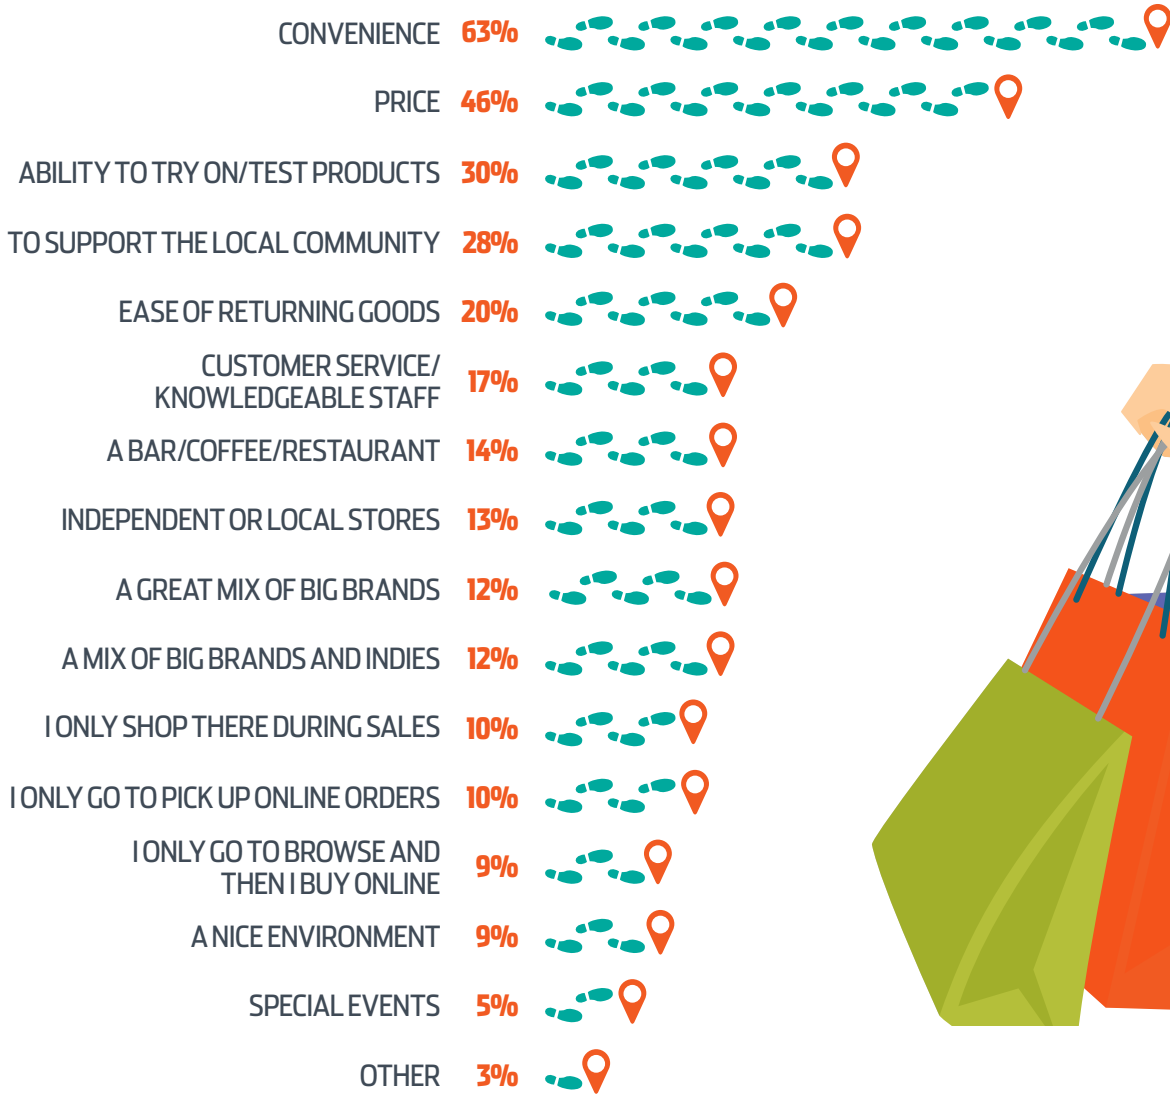 CONVENIENCE 63%
PRICE 46%
ABILITY TO TRY ON/TEST PRODUCTS 30%
TO SUPPORT THE LOCAL COMMUNITY 28%
EASE OF RETURNING GOODS 20%
CUSTOMER SERVICE/
KNOWLEDGEABLE STAFF 17%
A BAR/COFFEE/RESTAURANT 14%
INDEPENDENT OR LOCAL STORES 13%
A GREAT MIX OF BIG BRANDS 12%
A MIX OF BIG BRANDS AND INDIES 12%
I ONLY SHOP THERE DURING SALES 10%
I ONLY GO TO PICK UP ONLINE ORDERS 10%
I ONLY GO TO BROWSE AND
THEN I BUY ONLINE 9%
A NICE ENVIRONMENT 9%
SPECIAL EVENTS 5%
OTHER 3%